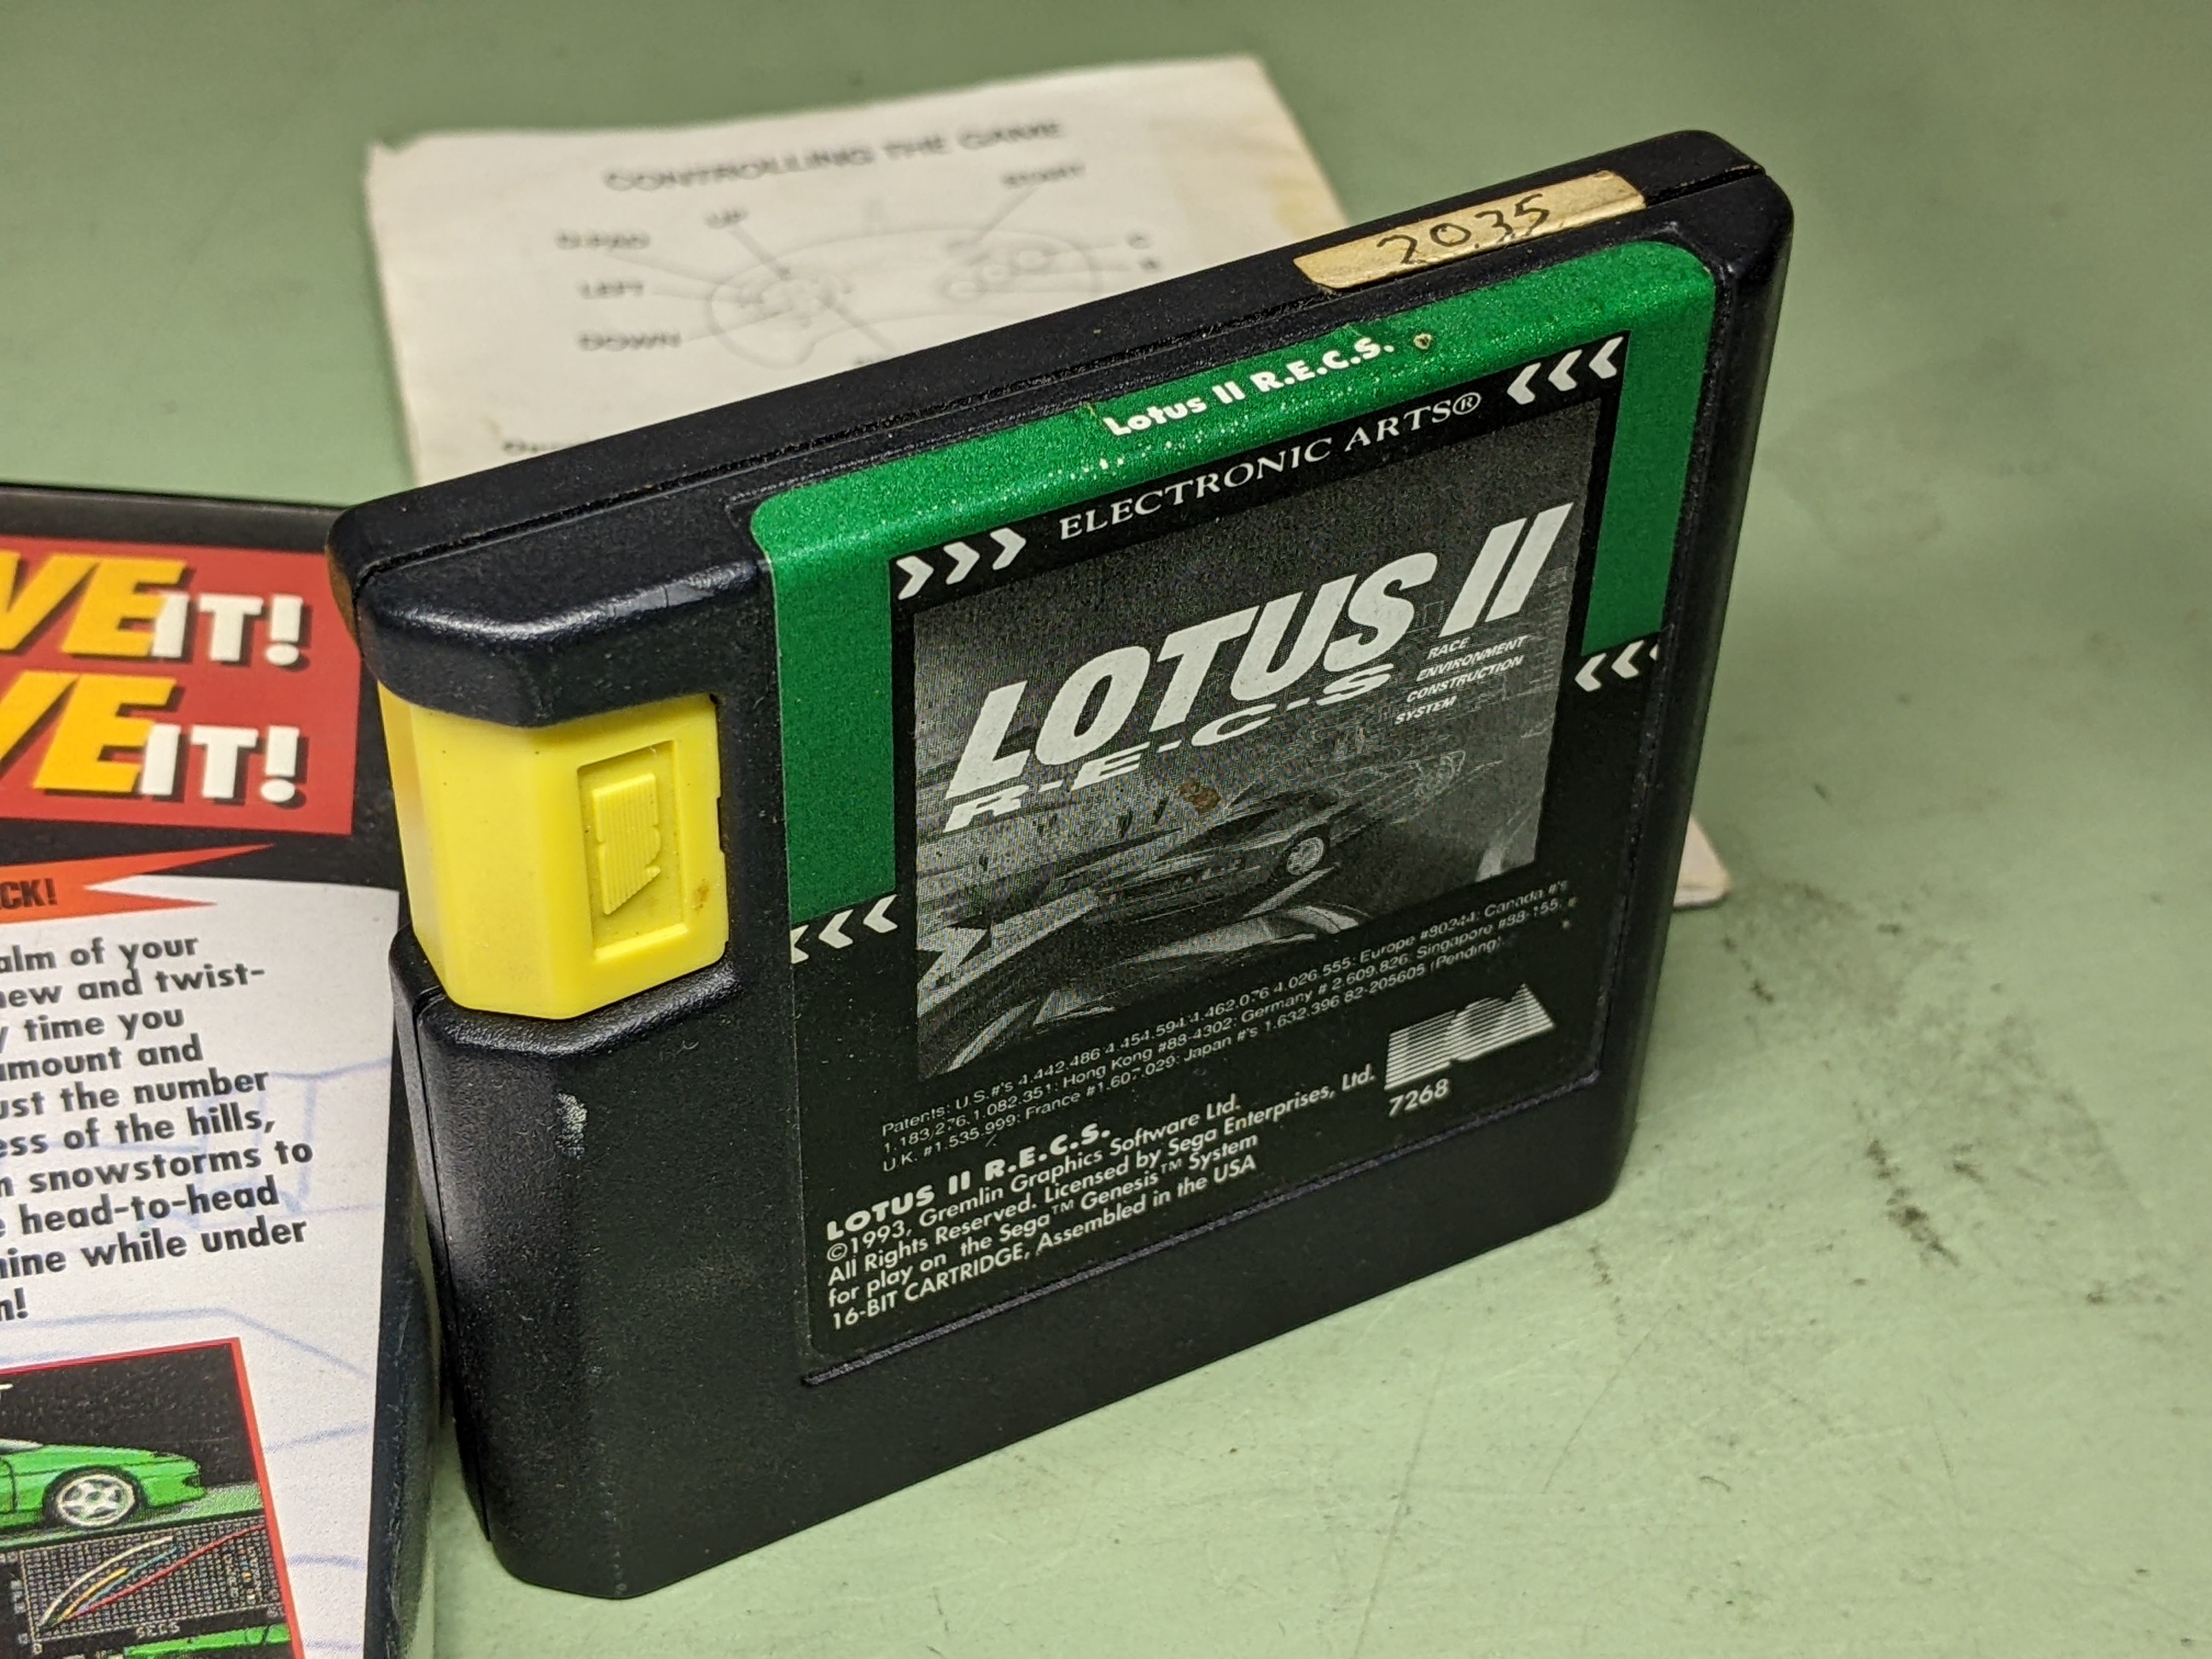 CONTROLLING THE GAME
START
UP
D-PAD
C
LEFT
DOWN
2035
Lotus II R.E.C.S.
ELECTRONIC ARTS®
LOTUS II
R-E-C-S
RACE
ENVIRONMENT
CONSTRUCTION
SYSTEM
Patents: U.S.#'s 4,442,486 4,454,594 4,462,076 4,026,555; Europe #80244; Canada #'s
1,183,276, 1,082,351; Hong Kong #88-4302; Germany # 2,609,826; Singapore #88-155;
U.K. #1,535,999; France #1,607,029; Japan #'s 1,632,396 82-205605 (Pending)
EA
7268
LOTUS II R.E.C.S.
©1993, Gremlin Graphics Software Ltd.
All Rights Reserved. Licensed by Sega Enterprises, Ltd.
for play on the Sega™ Genesis™ System
16-BIT CARTRIDGE, Assembled in the USA
VE IT!
VE IT!
CK!
alm of your
new and twist-
y time you
amount and
ust the number
ess of the hills,
n snowstorms to
e head-to-head
hine while under
n!
T
SECS